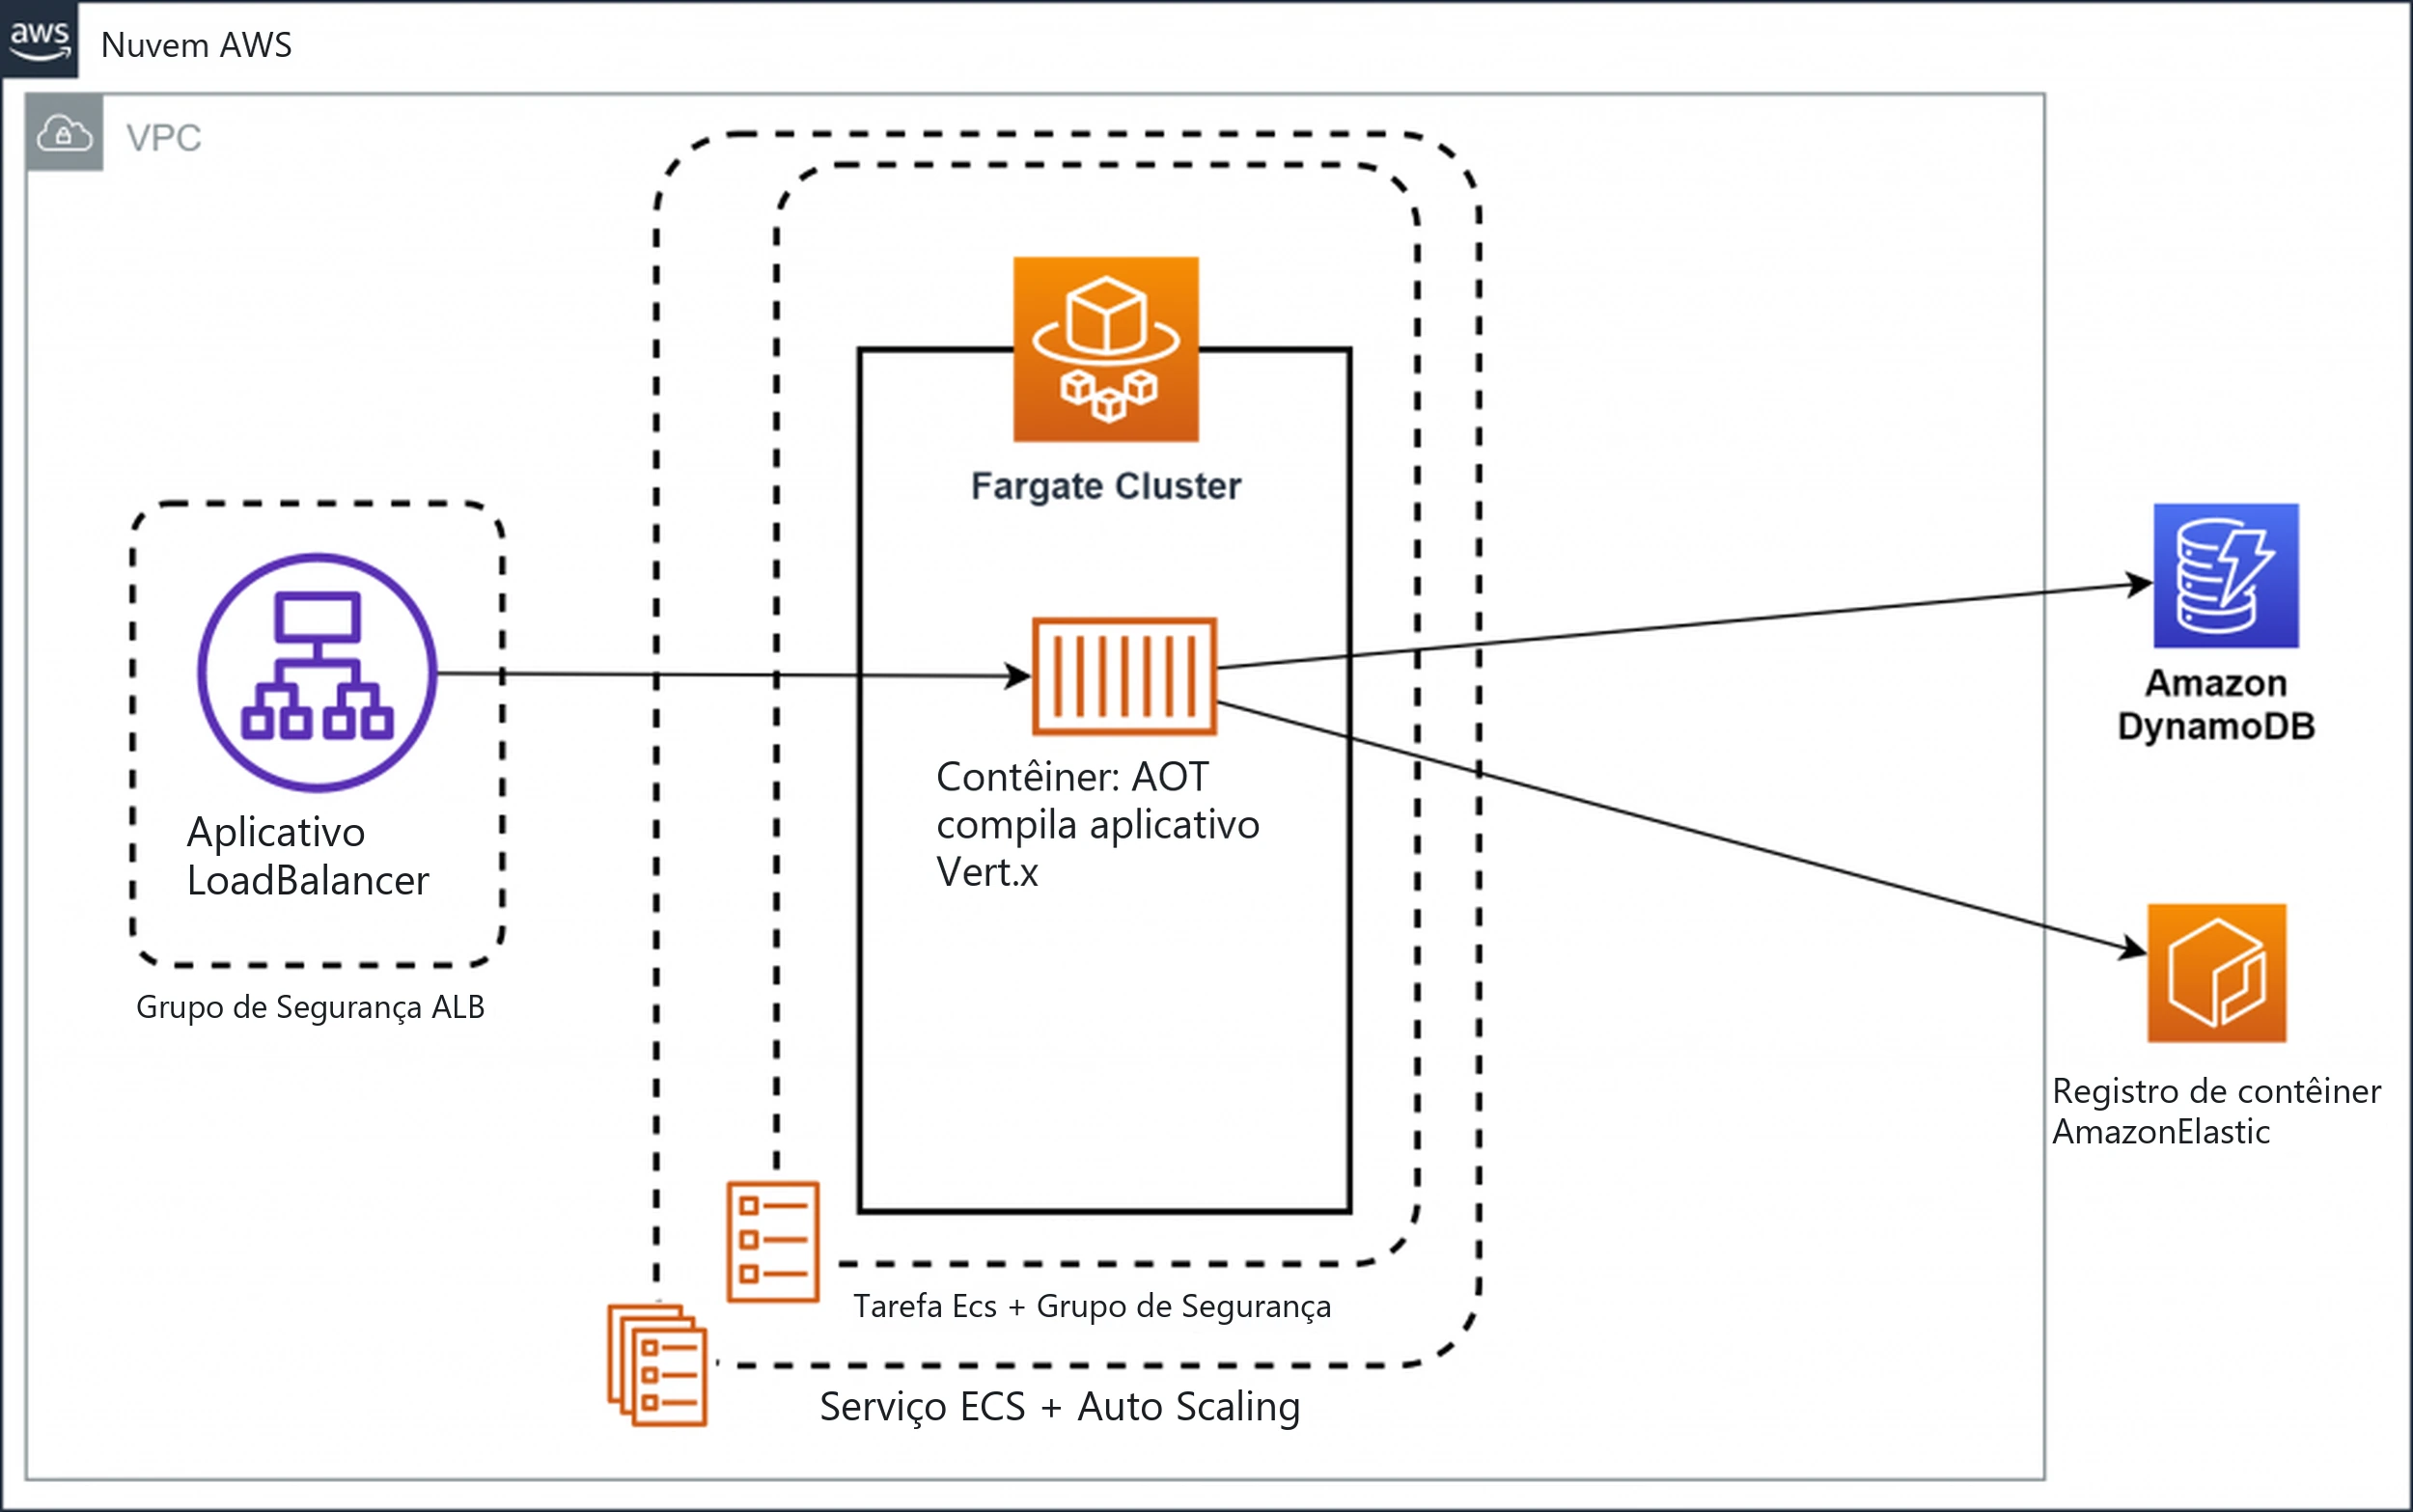 aws
Nuvem AWS
VPC
Fargate Cluster
Aplicativo
LoadBalancer
Grupo de Segurança ALB
Contêiner: AOT
compila aplicativo
Vert.x
Amazon
DynamoDB
Registro de contêiner
AmazonElastic
Tarefa Ecs + Grupo de Segurança
Serviço ECS + Auto Scaling